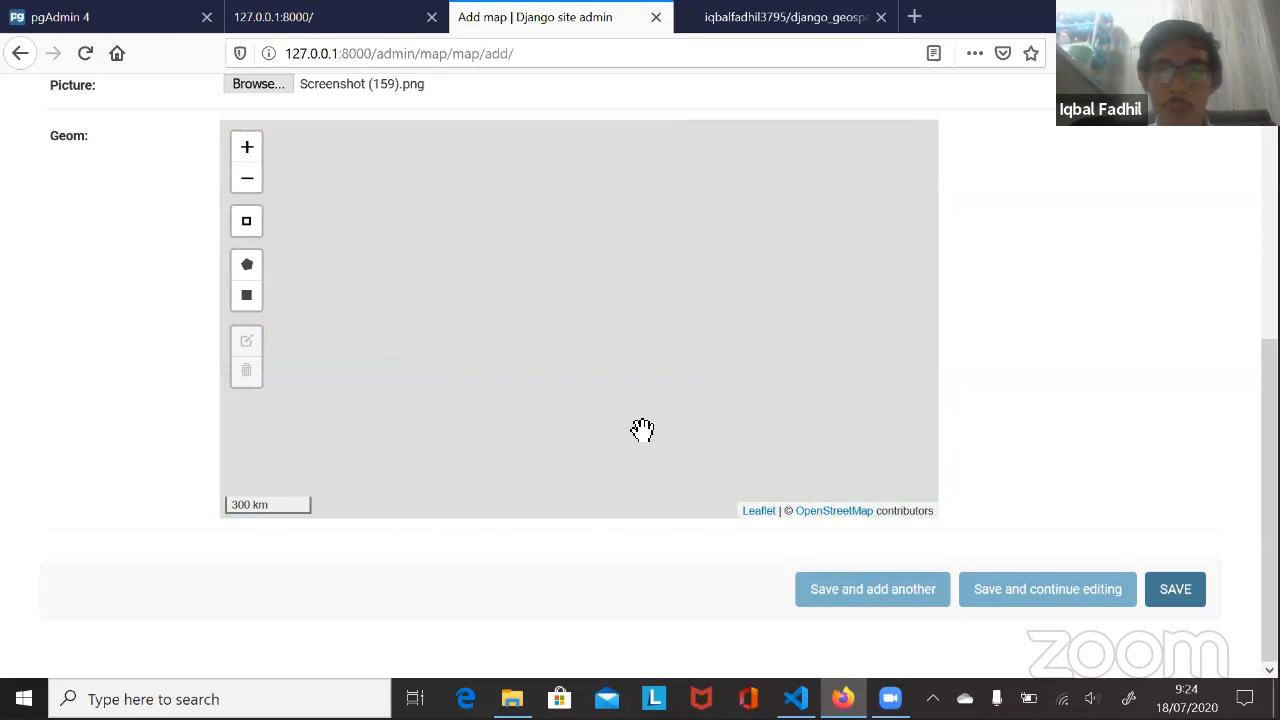 Pg pgAdmin 4
127.0.0.1:8000/
Add map | Django site admin
iqbalfadhil3795/django_geospa
127.0.0.1:8000/admin/map/map/add/
Iqbal Fadhil
Picture:
Browse...
Screenshot (159).png
Geom:
+
−
300 km
Leaflet | © OpenStreetMap contributors
Save and add another
Save and continue editing
SAVE
zoom
Type here to search
L
9:24
18/07/2020